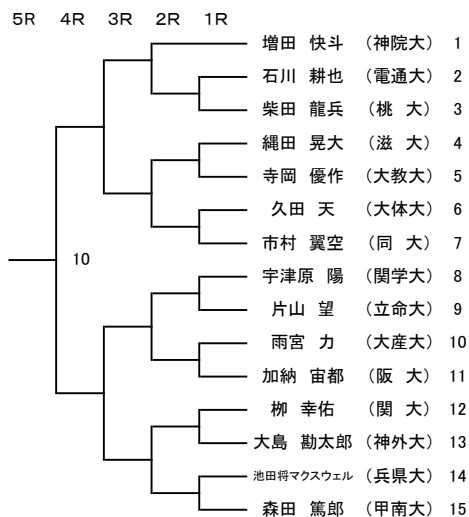 5R 4R 3R 2R 1R
増田 快斗 (神院大) 1
石川 耕也 (電通大) 2
柴田 龍兵 (桃 大) 3
縄田 晃大 (滋 大) 4
寺岡 優作 (大教大) 5
久田 天 (大体大) 6
市村 翼空 (同 大) 7
10
宇津原 陽 (関学大) 8
片山 望 (立命大) 9
雨宮 力 (大産大) 10
加納 宙都 (阪 大) 11
栁 幸佑 (関 大) 12
大島 勘太郎 (神外大) 13
池田将マクスウェル (兵県大) 14
森田 篤郎 (甲南大) 15